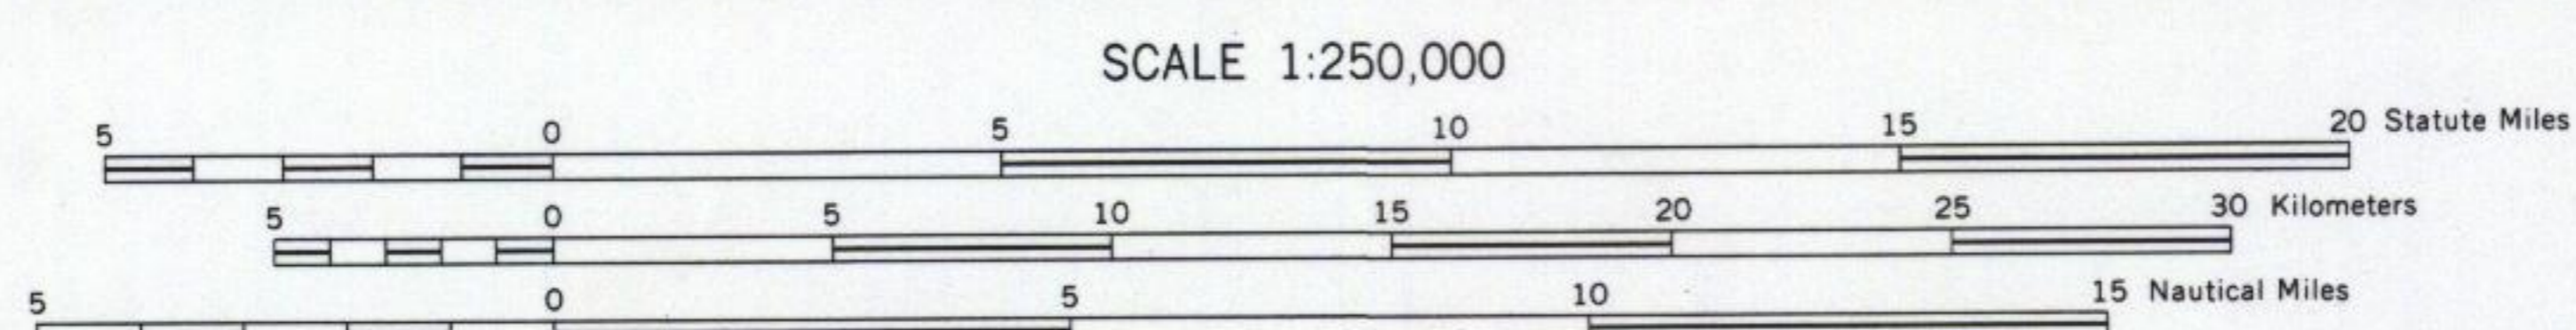 SCALE 1:250,000
5 0 5 10 15 20 Statute Miles
5 0 5 10 15 20 25 30 Kilometers
5 0 5 10 15 Nautical Miles